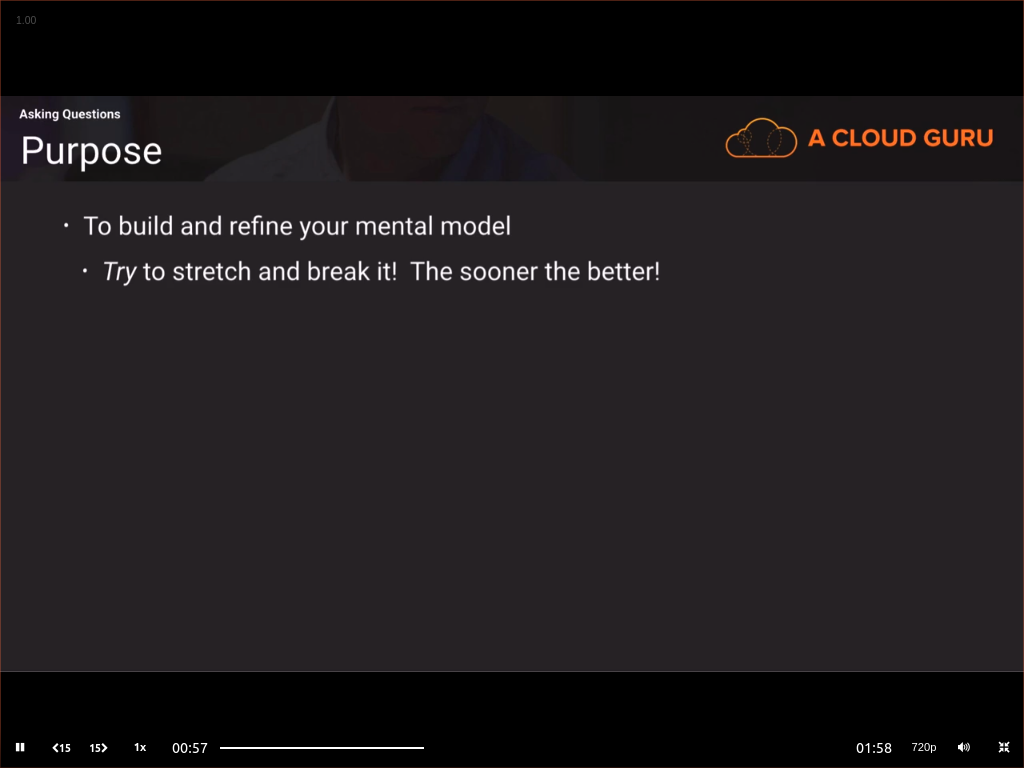 1.00
Asking Questions
Purpose
A CLOUD GURU
• To build and refine your mental model
• Try to stretch and break it! The sooner the better!
15 15 1x 00:57 01:58 720p